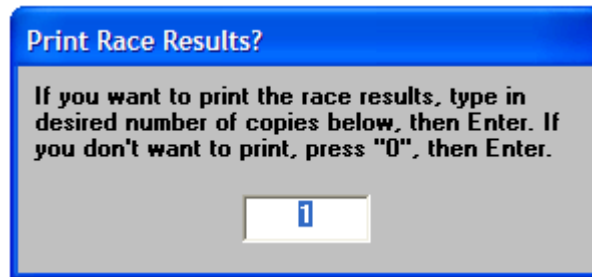 Print Race Results?
If you want to print the race results, type in
desired number of copies below, then Enter. If
you don't want to print, press "0", then Enter.
1